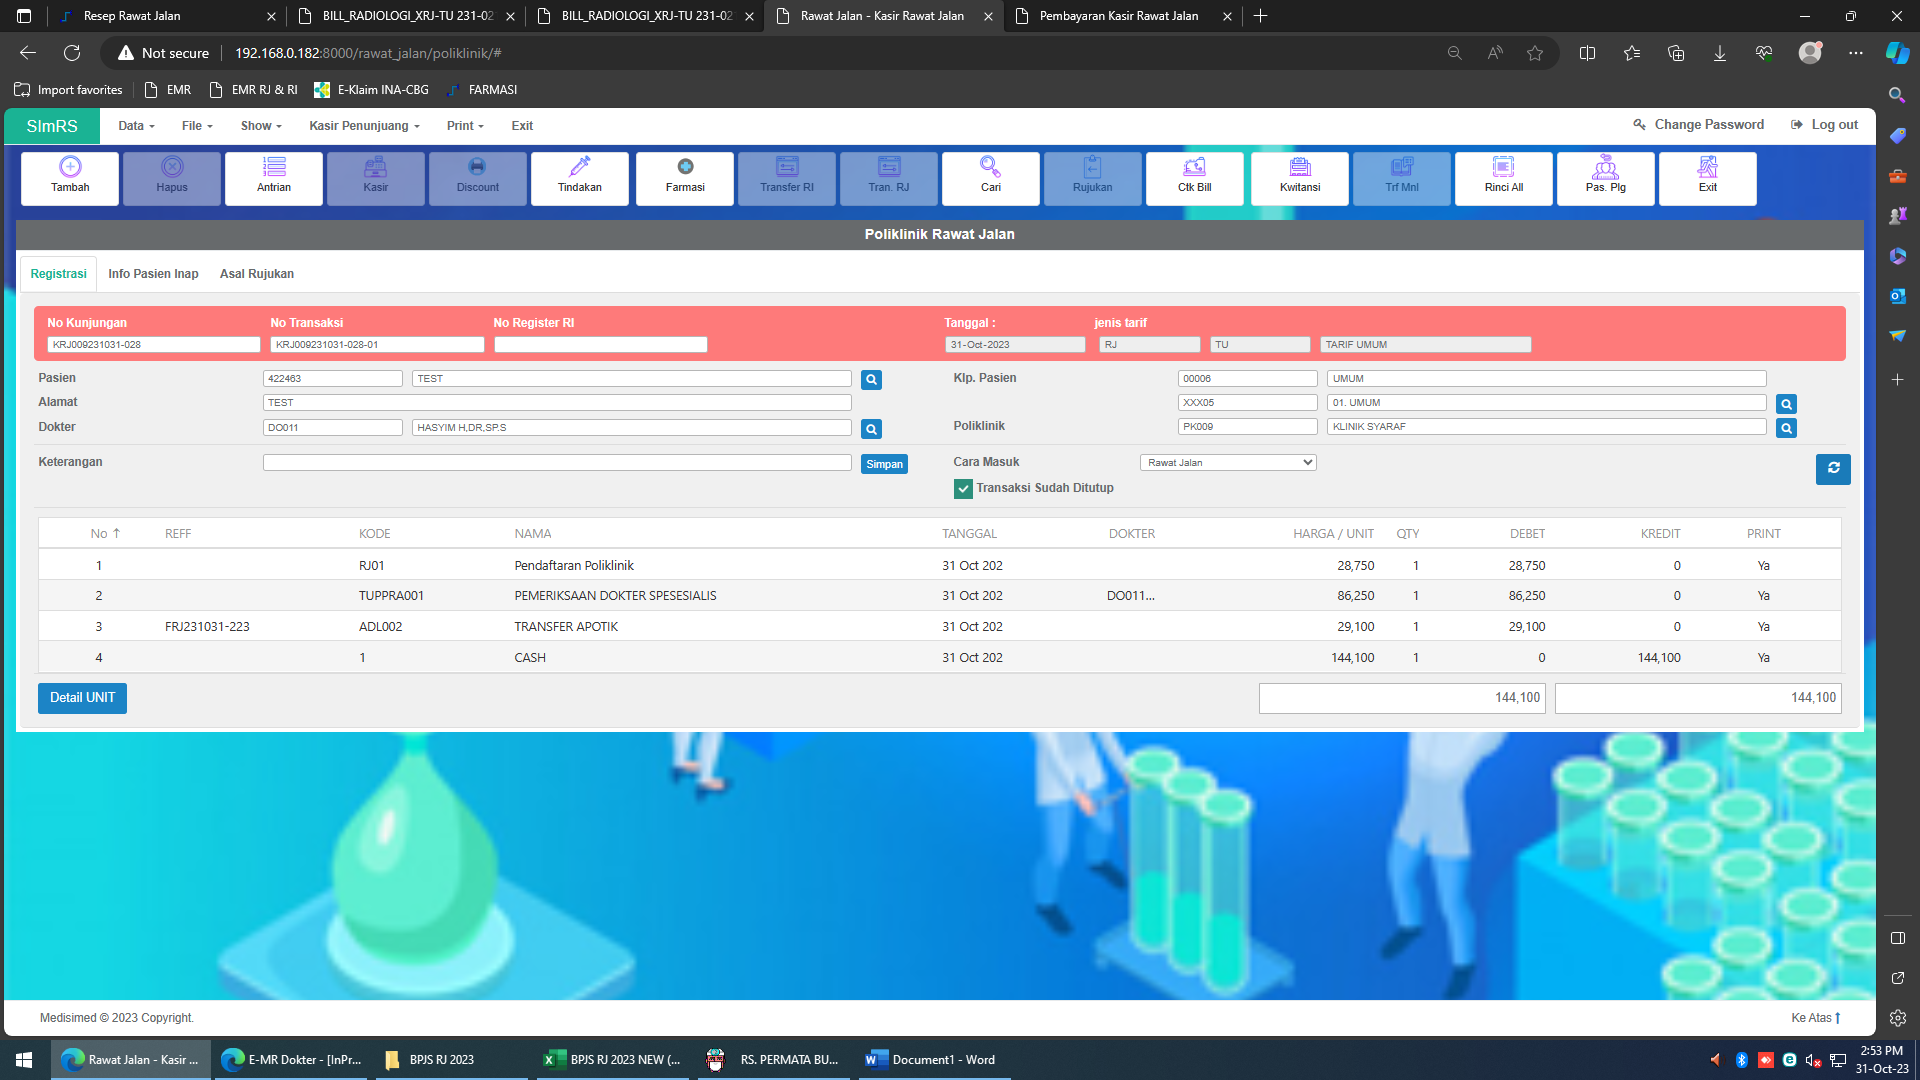 Resep Rawat Jalan
BILL_RADIOLOGI_XRJ-TU 231-02
BILL_RADIOLOGI_XRJ-TU 231-02
Rawat Jalan - Kasir Rawat Jalan
Pembayaran Kasir Rawat Jalan
Not secure 192.168.0.182:8000/rawat_jalan/poliklinik/#
Import favorites EMR EMR RJ & RI E-Klaim INA-CBG FARMASI
SImRS Data File Show Kasir Penunjuang Print Exit Change Password Log out
Tambah Hapus Antrian Kasir Discount Tindakan Farmasi Transfer RI Tran. RJ Cari Rujukan Ctk Bill Kwitansi Trf Mnl Rinci All Pas. Plg Exit
Poliklinik Rawat Jalan
Registrasi Info Pasien Inap Asal Rujukan
No Kunjungan No Transaksi No Register RI Tanggal : jenis tarif
KRJ009231031-028 KRJ009231031-028-01 31-Oct-2023 RJ TU TARIF UMUM
Pasien 422463 TEST Klp. Pasien 00006 UMUM
Alamat TEST XXX05 01. UMUM
Dokter DO011 HASYIM H,DR,SP.S Poliklinik PK009 KLINIK SYARAF
Keterangan Simpan Cara Masuk Rawat Jalan
Transaksi Sudah Ditutup
No REFF KODE NAMA TANGGAL DOKTER HARGA / UNIT QTY DEBET KREDIT PRINT
1 RJ01 Pendaftaran Poliklinik 31 Oct 202 28,750 1 28,750 0 Ya
2 TUPPRA001 PEMERIKSAAN DOKTER SPESESIALIS 31 Oct 202 DO011... 86,250 1 86,250 0 Ya
3 FRJ231031-223 ADL002 TRANSFER APOTIK 31 Oct 202 29,100 1 29,100 0 Ya
4 1 CASH 31 Oct 202 144,100 1 0 144,100 Ya
Detail UNIT 144,100 144,100
Medisimed © 2023 Copyright. Ke Atas
Rawat Jalan - Kasir ... E-MR Dokter - [InPr... BPJS RJ 2023 BPJS RJ 2023 NEW (... RS. PERMATA BU... Document1 - Word
2:53 PM
31-Oct-23